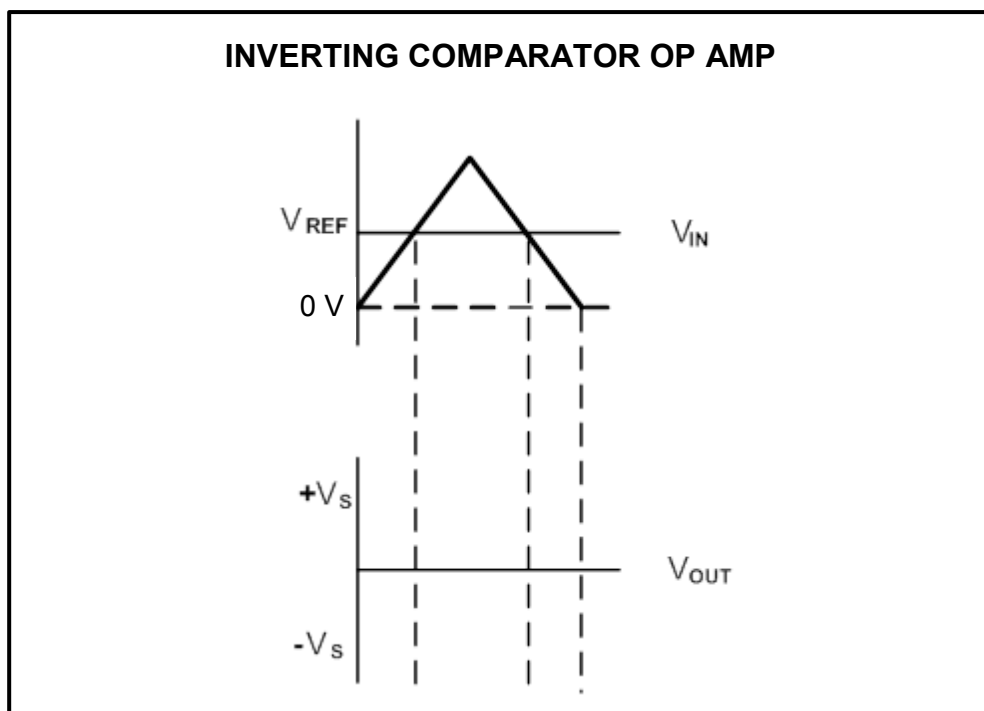 INVERTING COMPARATOR OP AMP
VREF
VIN
0 V
+VS
VOUT
-VS